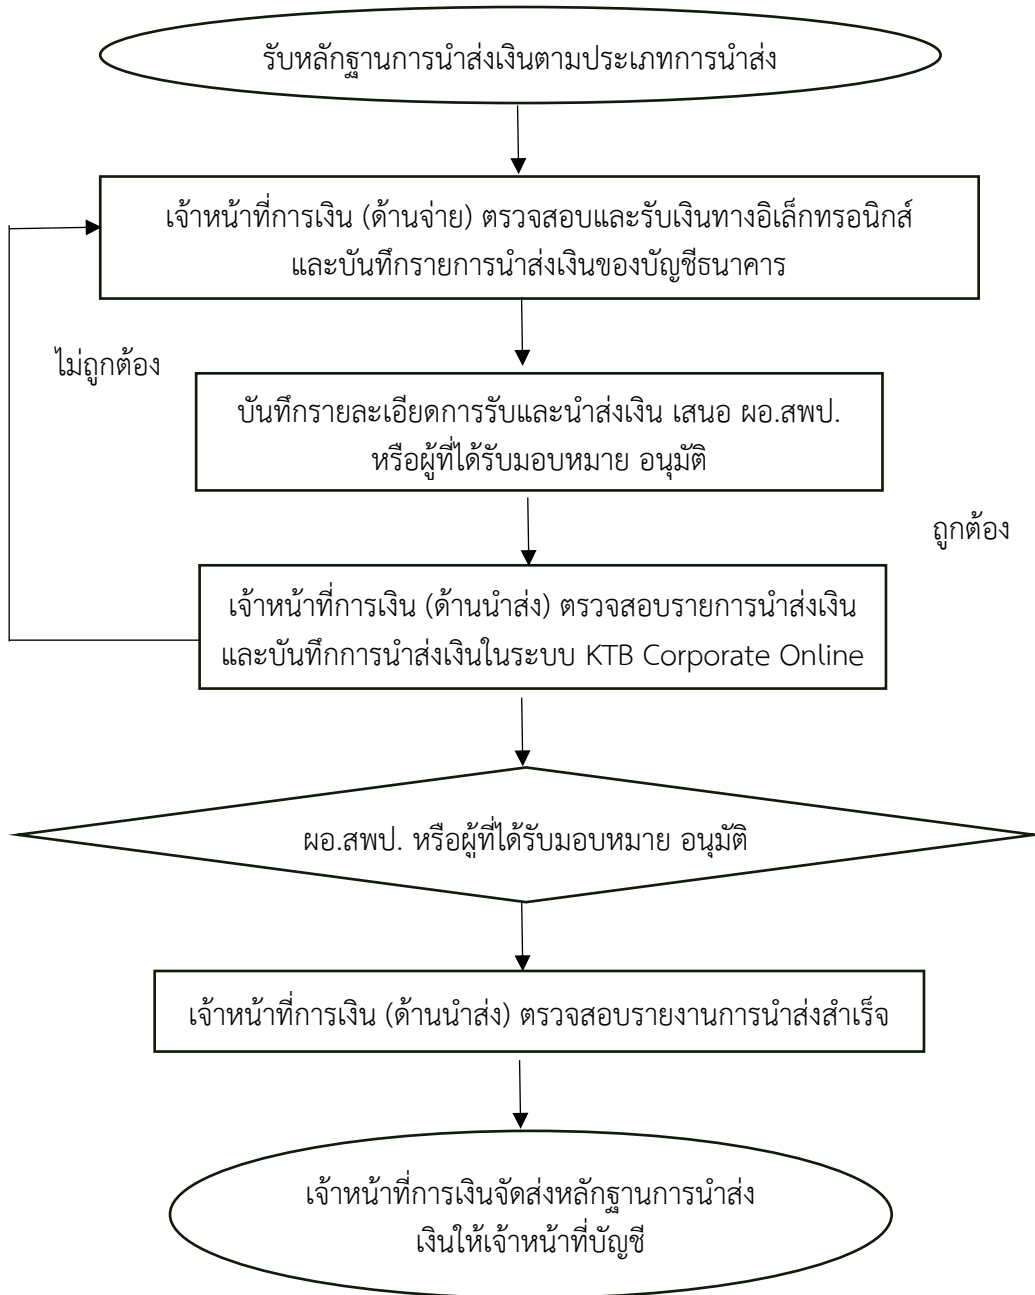 รับหลักฐานการนำส่งเงินตามประเภทการนำส่ง
เจ้าหน้าที่การเงิน (ด้านจ่าย) ตรวจสอบและรับเงินทางอิเล็กทรอนิกส์
และบันทึกรายการนำส่งเงินของบัญชีธนาคาร
ไม่ถูกต้อง
บันทึกรายละเอียดการรับและนำส่งเงิน เสนอ ผอ.สพป.
หรือผู้ที่ได้รับมอบหมาย อนุมัติ
ถูกต้อง
เจ้าหน้าที่การเงิน (ด้านนำส่ง) ตรวจสอบรายการนำส่งเงิน
และบันทึกการนำส่งเงินในระบบ KTB Corporate Online
ผอ.สพป. หรือผู้ที่ได้รับมอบหมาย อนุมัติ
เจ้าหน้าที่การเงิน (ด้านนำส่ง) ตรวจสอบรายงานการนำส่งสำเร็จ
เจ้าหน้าที่การเงินจัดส่งหลักฐานการนำส่ง
เงินให้เจ้าหน้าที่บัญชี